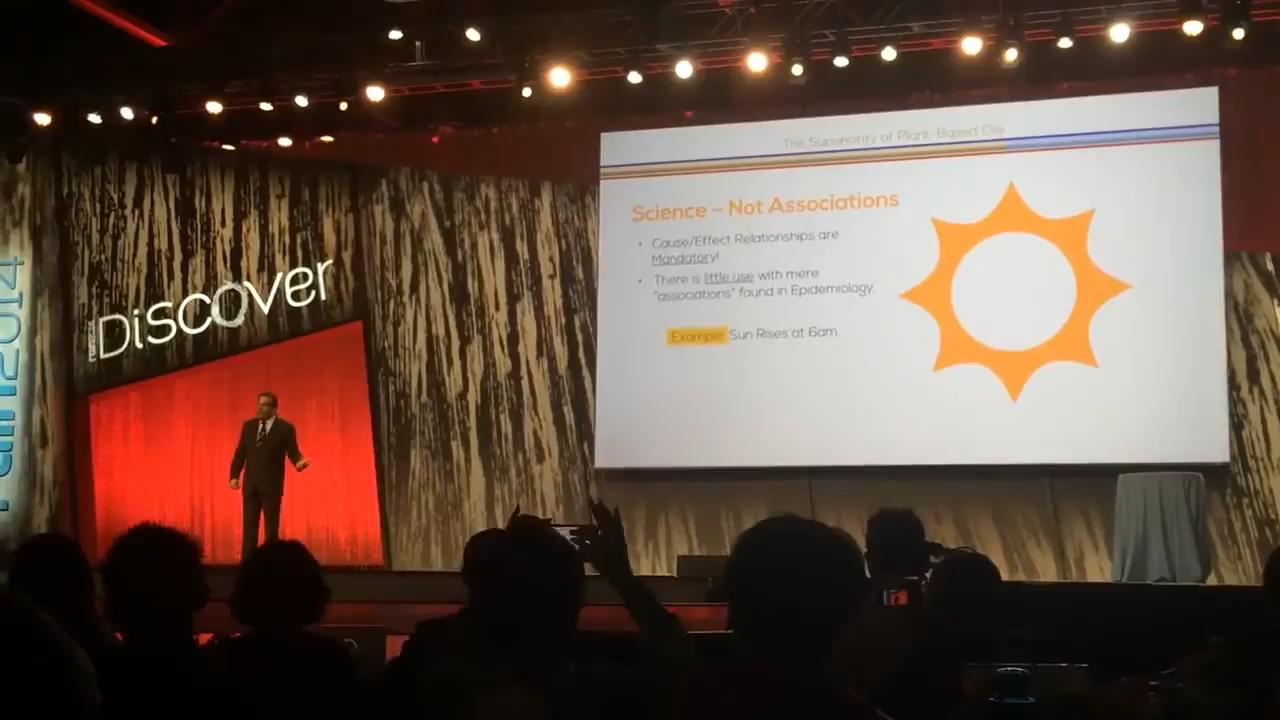 The Superiority of Plant-Based Oils
Science – Not Associations
• Cause/Effect Relationships are
Mandatory!
• There is little use with mere
"associations" found in Epidemiology.
Example: Sun Rises at 6am
Discover
2014